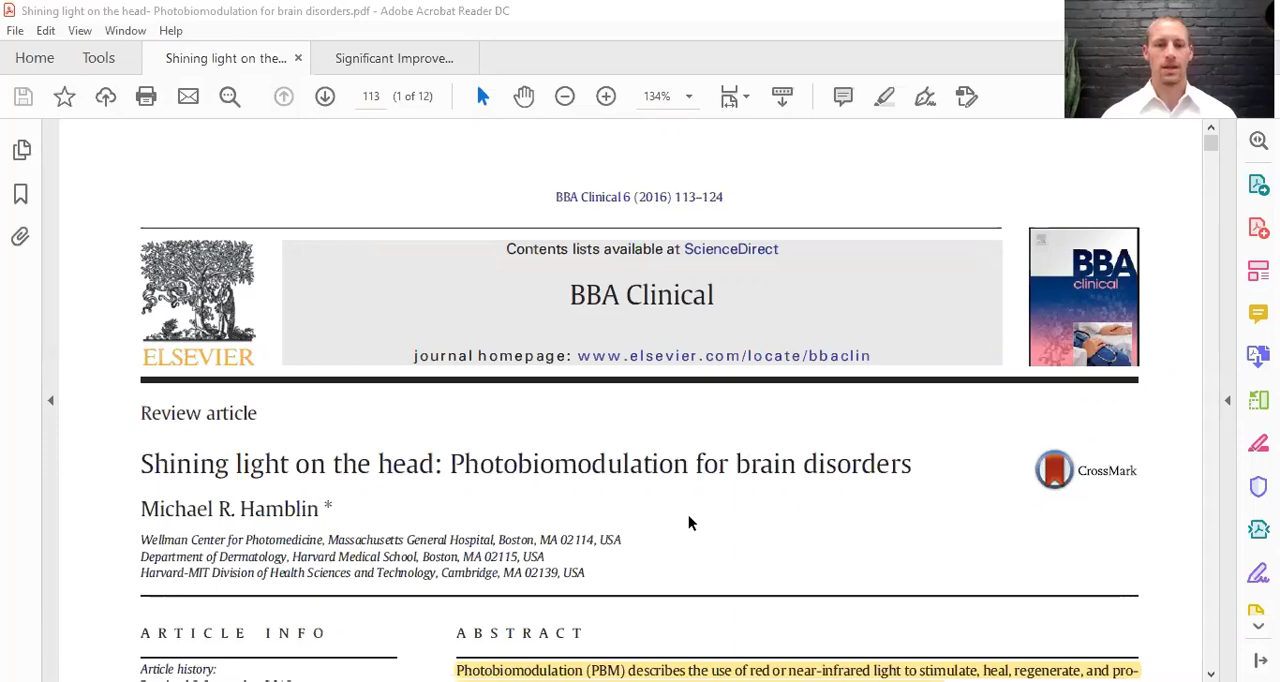 Shining light on the head- Photobiomodulation for brain disorders.pdf - Adobe Acrobat Reader DC
File Edit View Window Help
Home Tools Shining light on the... × Significant Improve...
113 (1 of 12) 134%
BBA Clinical 6 (2016) 113–124
Contents lists available at ScienceDirect
BBA Clinical
journal homepage: www.elsevier.com/locate/bbaclin
ELSEVIER
BBA
clinical
Review article
Shining light on the head: Photobiomodulation for brain disorders
CrossMark
Michael R. Hamblin *
Wellman Center for Photomedicine, Massachusetts General Hospital, Boston, MA 02114, USA
Department of Dermatology, Harvard Medical School, Boston, MA 02115, USA
Harvard-MIT Division of Health Sciences and Technology, Cambridge, MA 02139, USA
ARTICLE INFO
ABSTRACT
Article history:
Photobiomodulation (PBM) describes the use of red or near-infrared light to stimulate, heal, regenerate, and pro-